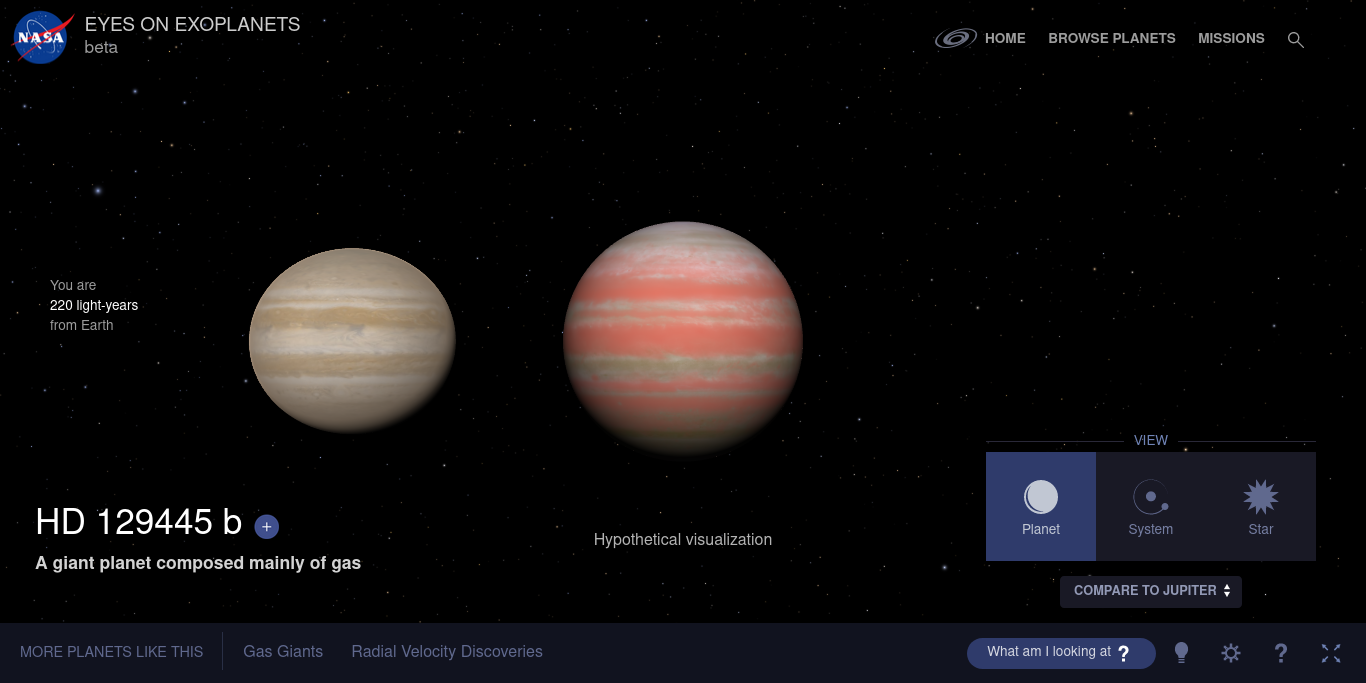 NASA
EYES ON EXOPLANETS
beta
HOME
BROWSE PLANETS
MISSIONS
You are
220 light-years
from Earth
VIEW
Planet
System
Star
HD 129445 b +
A giant planet composed mainly of gas
Hypothetical visualization
COMPARE TO JUPITER
MORE PLANETS LIKE THIS
Gas Giants
Radial Velocity Discoveries
What am I looking at ?
?